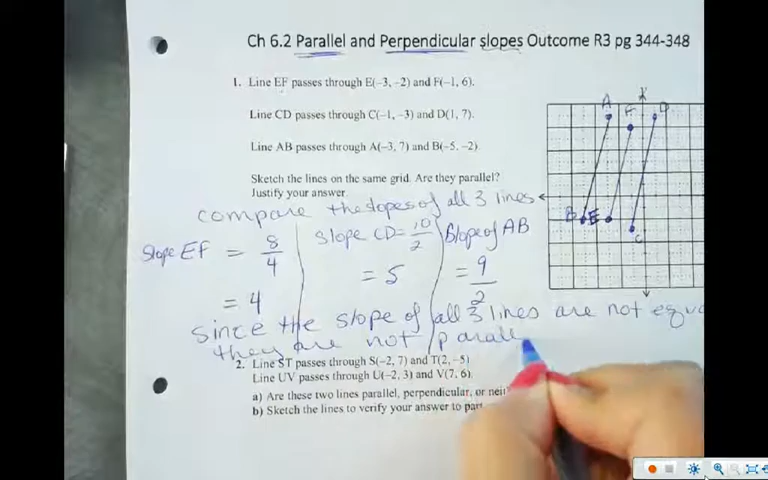 Ch 6.2 Parallel and Perpendicular slopes Outcome R3 pg 344-348
1. Line EF passes through E(−3, −2) and F(−1, 6).
Line CD passes through C(−1, −3) and D(1, 7).
Line AB passes through A(−3, 7) and B(−5, −2)
Sketch the lines on the same grid. Are they parallel?
Justify your answer.
compare the slopes of all 3 lines
Slope EF = 8/4
= 4
Slope CD = 10/2
= 5
Slope of AB
= 9/2
since the slope of all 3 lines are not equa
they are not paralle
2. Line ST passes through S(−2, 7) and T(2, −5)
Line UV passes through U(−2, 3) and V(7, 6).
a) Are these two lines parallel, perpendicular, or nei
b) Sketch the lines to verify your answer to part
A F D
B E C